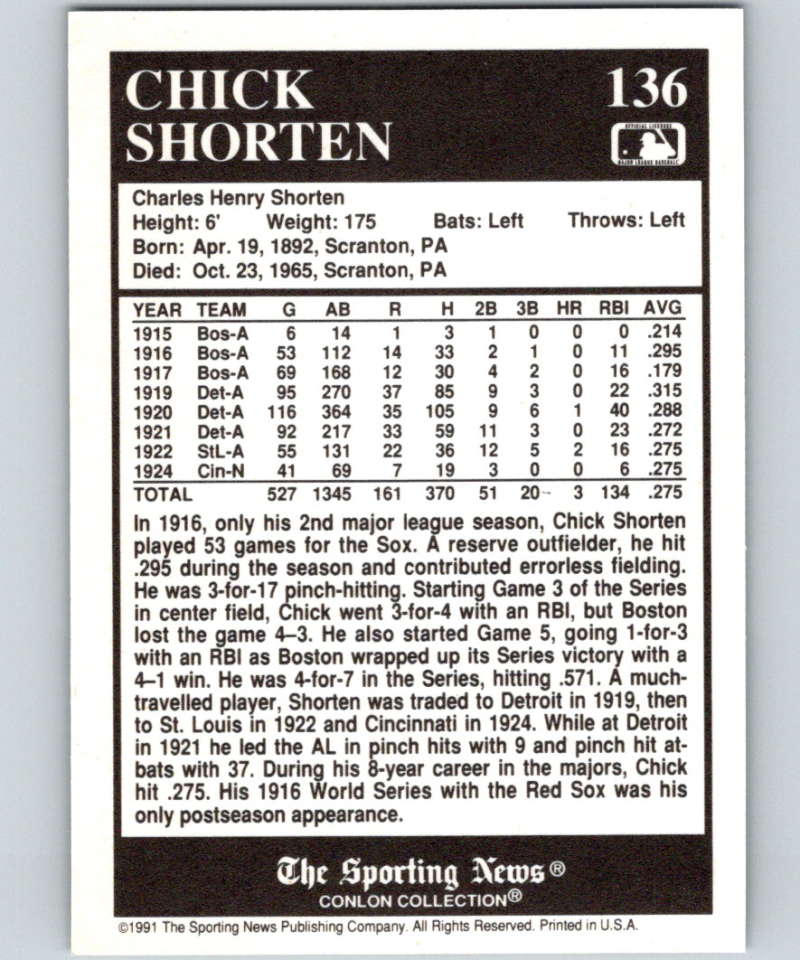 CHICK 136
SHORTEN
OFFICIAL LICENSEE
MAJOR LEAGUE BASEBALL
Charles Henry Shorten
Height: 6' Weight: 175 Bats: Left Throws: Left
Born: Apr. 19, 1892, Scranton, PA
Died: Oct. 23, 1965, Scranton, PA
YEAR TEAM G AB R H 2B 3B HR RBI AVG
1915 Bos-A 6 14 1 3 1 0 0 0 .214
1916 Bos-A 53 112 14 33 2 1 0 11 .295
1917 Bos-A 69 168 12 30 4 2 0 16 .179
1919 Det-A 95 270 37 85 9 3 0 22 .315
1920 Det-A 116 364 35 105 9 6 1 40 .288
1921 Det-A 92 217 33 59 11 3 0 23 .272
1922 StL-A 55 131 22 36 12 5 2 16 .275
1924 Cin-N 41 69 7 19 3 0 0 6 .275
TOTAL 527 1345 161 370 51 20 3 134 .275
In 1916, only his 2nd major league season, Chick Shorten
played 53 games for the Sox. A reserve outfielder, he hit
.295 during the season and contributed errorless fielding.
He was 3-for-17 pinch-hitting. Starting Game 3 of the Series
in center field, Chick went 3-for-4 with an RBI, but Boston
lost the game 4–3. He also started Game 5, going 1-for-3
with an RBI as Boston wrapped up its Series victory with a
4–1 win. He was 4-for-7 in the Series, hitting .571. A much-
travelled player, Shorten was traded to Detroit in 1919, then
to St. Louis in 1922 and Cincinnati in 1924. While at Detroit
in 1921 he led the AL in pinch hits with 9 and pinch hit at-
bats with 37. During his 8-year career in the majors, Chick
hit .275. His 1916 World Series with the Red Sox was his
only postseason appearance.
The Sporting News®
CONLON COLLECTION®
©1991 The Sporting News Publishing Company. All Rights Reserved. Printed in U.S.A.